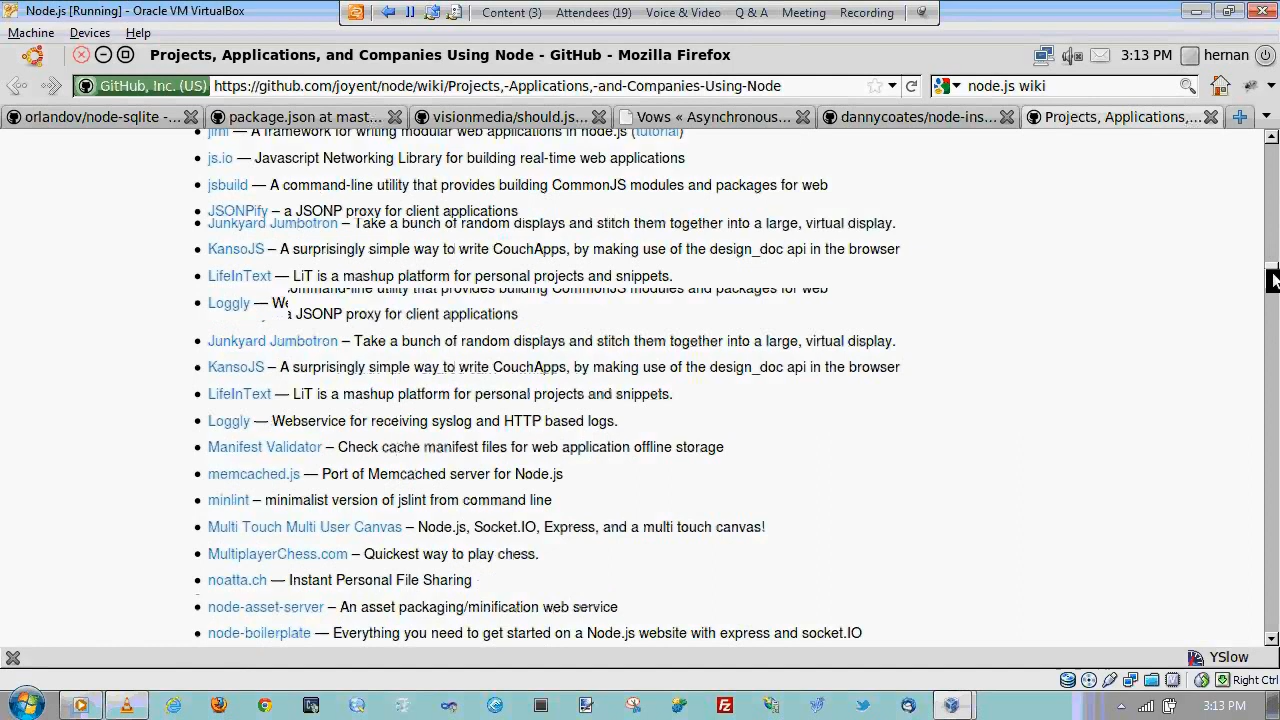 Node.js [Running] - Oracle VM VirtualBox
Content (3) Attendees (19) Voice & Video Q & A Meeting Recording
Machine Devices Help
Projects, Applications, and Companies Using Node - GitHub - Mozilla Firefox
3:13 PM hernan
GitHub, Inc. (US) https://github.com/joyent/node/wiki/Projects,-Applications,-and-Companies-Using-Node
node.js wiki
orlandov/node-sqlite -... package.json at mast... visionmedia/should.js... Vows « Asynchronous... dannycoates/node-ins... Projects, Applications,...
— A framework for writing modular web applications in node.js (tutorial)
js.io — Javascript Networking Library for building real-time web applications
jsbuild — A command-line utility that provides building CommonJS modules and packages for web
JSONPify – a JSONP proxy for client applications
Junkyard Jumbotron – Take a bunch of random displays and stitch them together into a large, virtual display.
KansoJS – A surprisingly simple way to write CouchApps, by making use of the design_doc api in the browser
LifeInText — LiT is a mashup platform for personal projects and snippets.
command-line utility that provides building CommonJS modules and packages for web
Loggly — We
a JSONP proxy for client applications
Junkyard Jumbotron – Take a bunch of random displays and stitch them together into a large, virtual display.
KansoJS – A surprisingly simple way to write CouchApps, by making use of the design_doc api in the browser
LifeInText — LiT is a mashup platform for personal projects and snippets.
Loggly — Webservice for receiving syslog and HTTP based logs.
Manifest Validator – Check cache manifest files for web application offline storage
memcached.js — Port of Memcached server for Node.js
minlint – minimalist version of jslint from command line
Multi Touch Multi User Canvas – Node.js, Socket.IO, Express, and a multi touch canvas!
MultiplayerChess.com – Quickest way to play chess.
noatta.ch — Instant Personal File Sharing
node-asset-server – An asset packaging/minification web service
node-boilerplate — Everything you need to get started on a Node.js website with express and socket.IO
YSlow
Right Ctrl
3:13 PM